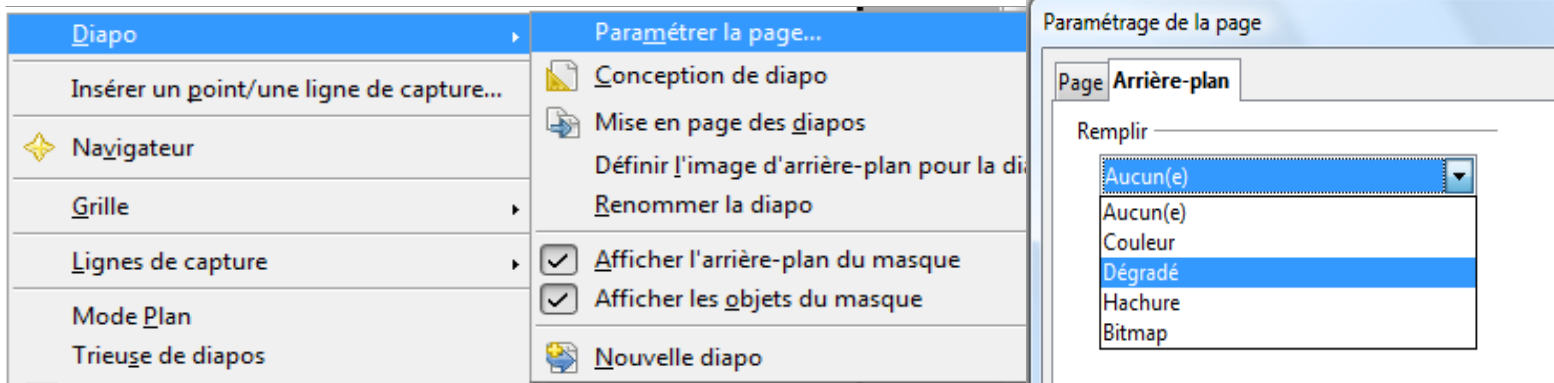 Diapo
Insérer un point/une ligne de capture...
Navigateur
Grille
Lignes de capture
Mode Plan
Trieuse de diapos
Paramétrer la page...
Conception de diapo
Mise en page des diapos
Définir l'image d'arrière-plan pour la
Renommer la diapo
Afficher l'arrière-plan du masque
Afficher les objets du masque
Nouvelle diapo
Paramétrage de la page
Page Arrière-plan
Remplir
Aucun(e)
Aucun(e)
Couleur
Dégradé
Hachure
Bitmap